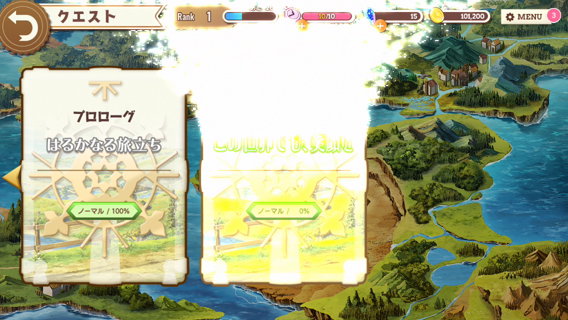 クエスト
Rank 1
10/10
15
101,200
MENU
3
プロローグ
はるかなる旅立ち
ノーマル / 100%
ノーマル / 0%